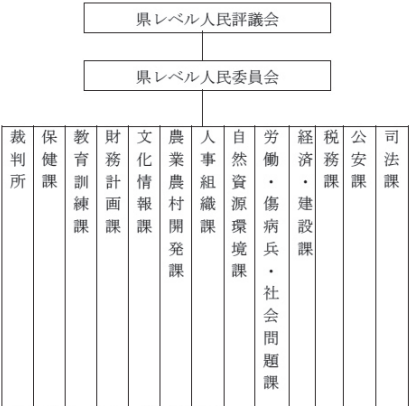 県レベル人民評議会
県レベル人民委員会
裁判所
保健課
教育訓練課
財務計画課
文化情報課
農業農村開発課
人事組織課
自然資源環境課
労働・傷病兵・社会問題課
経済・建設課
税務課
公安課
司法課